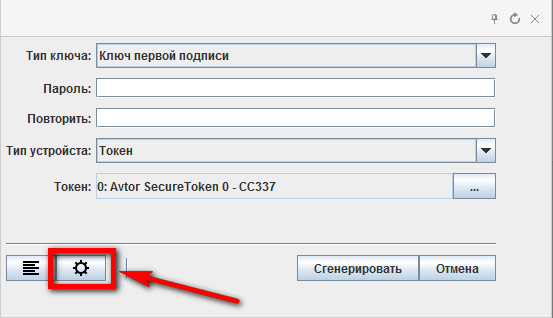 Тип ключа: Ключ первой подписи
Пароль:
Повторить:
Тип устройста: Токен
Токен: 0: Avtor SecureToken 0 - CC337 ...
Сгенерировать Отмена